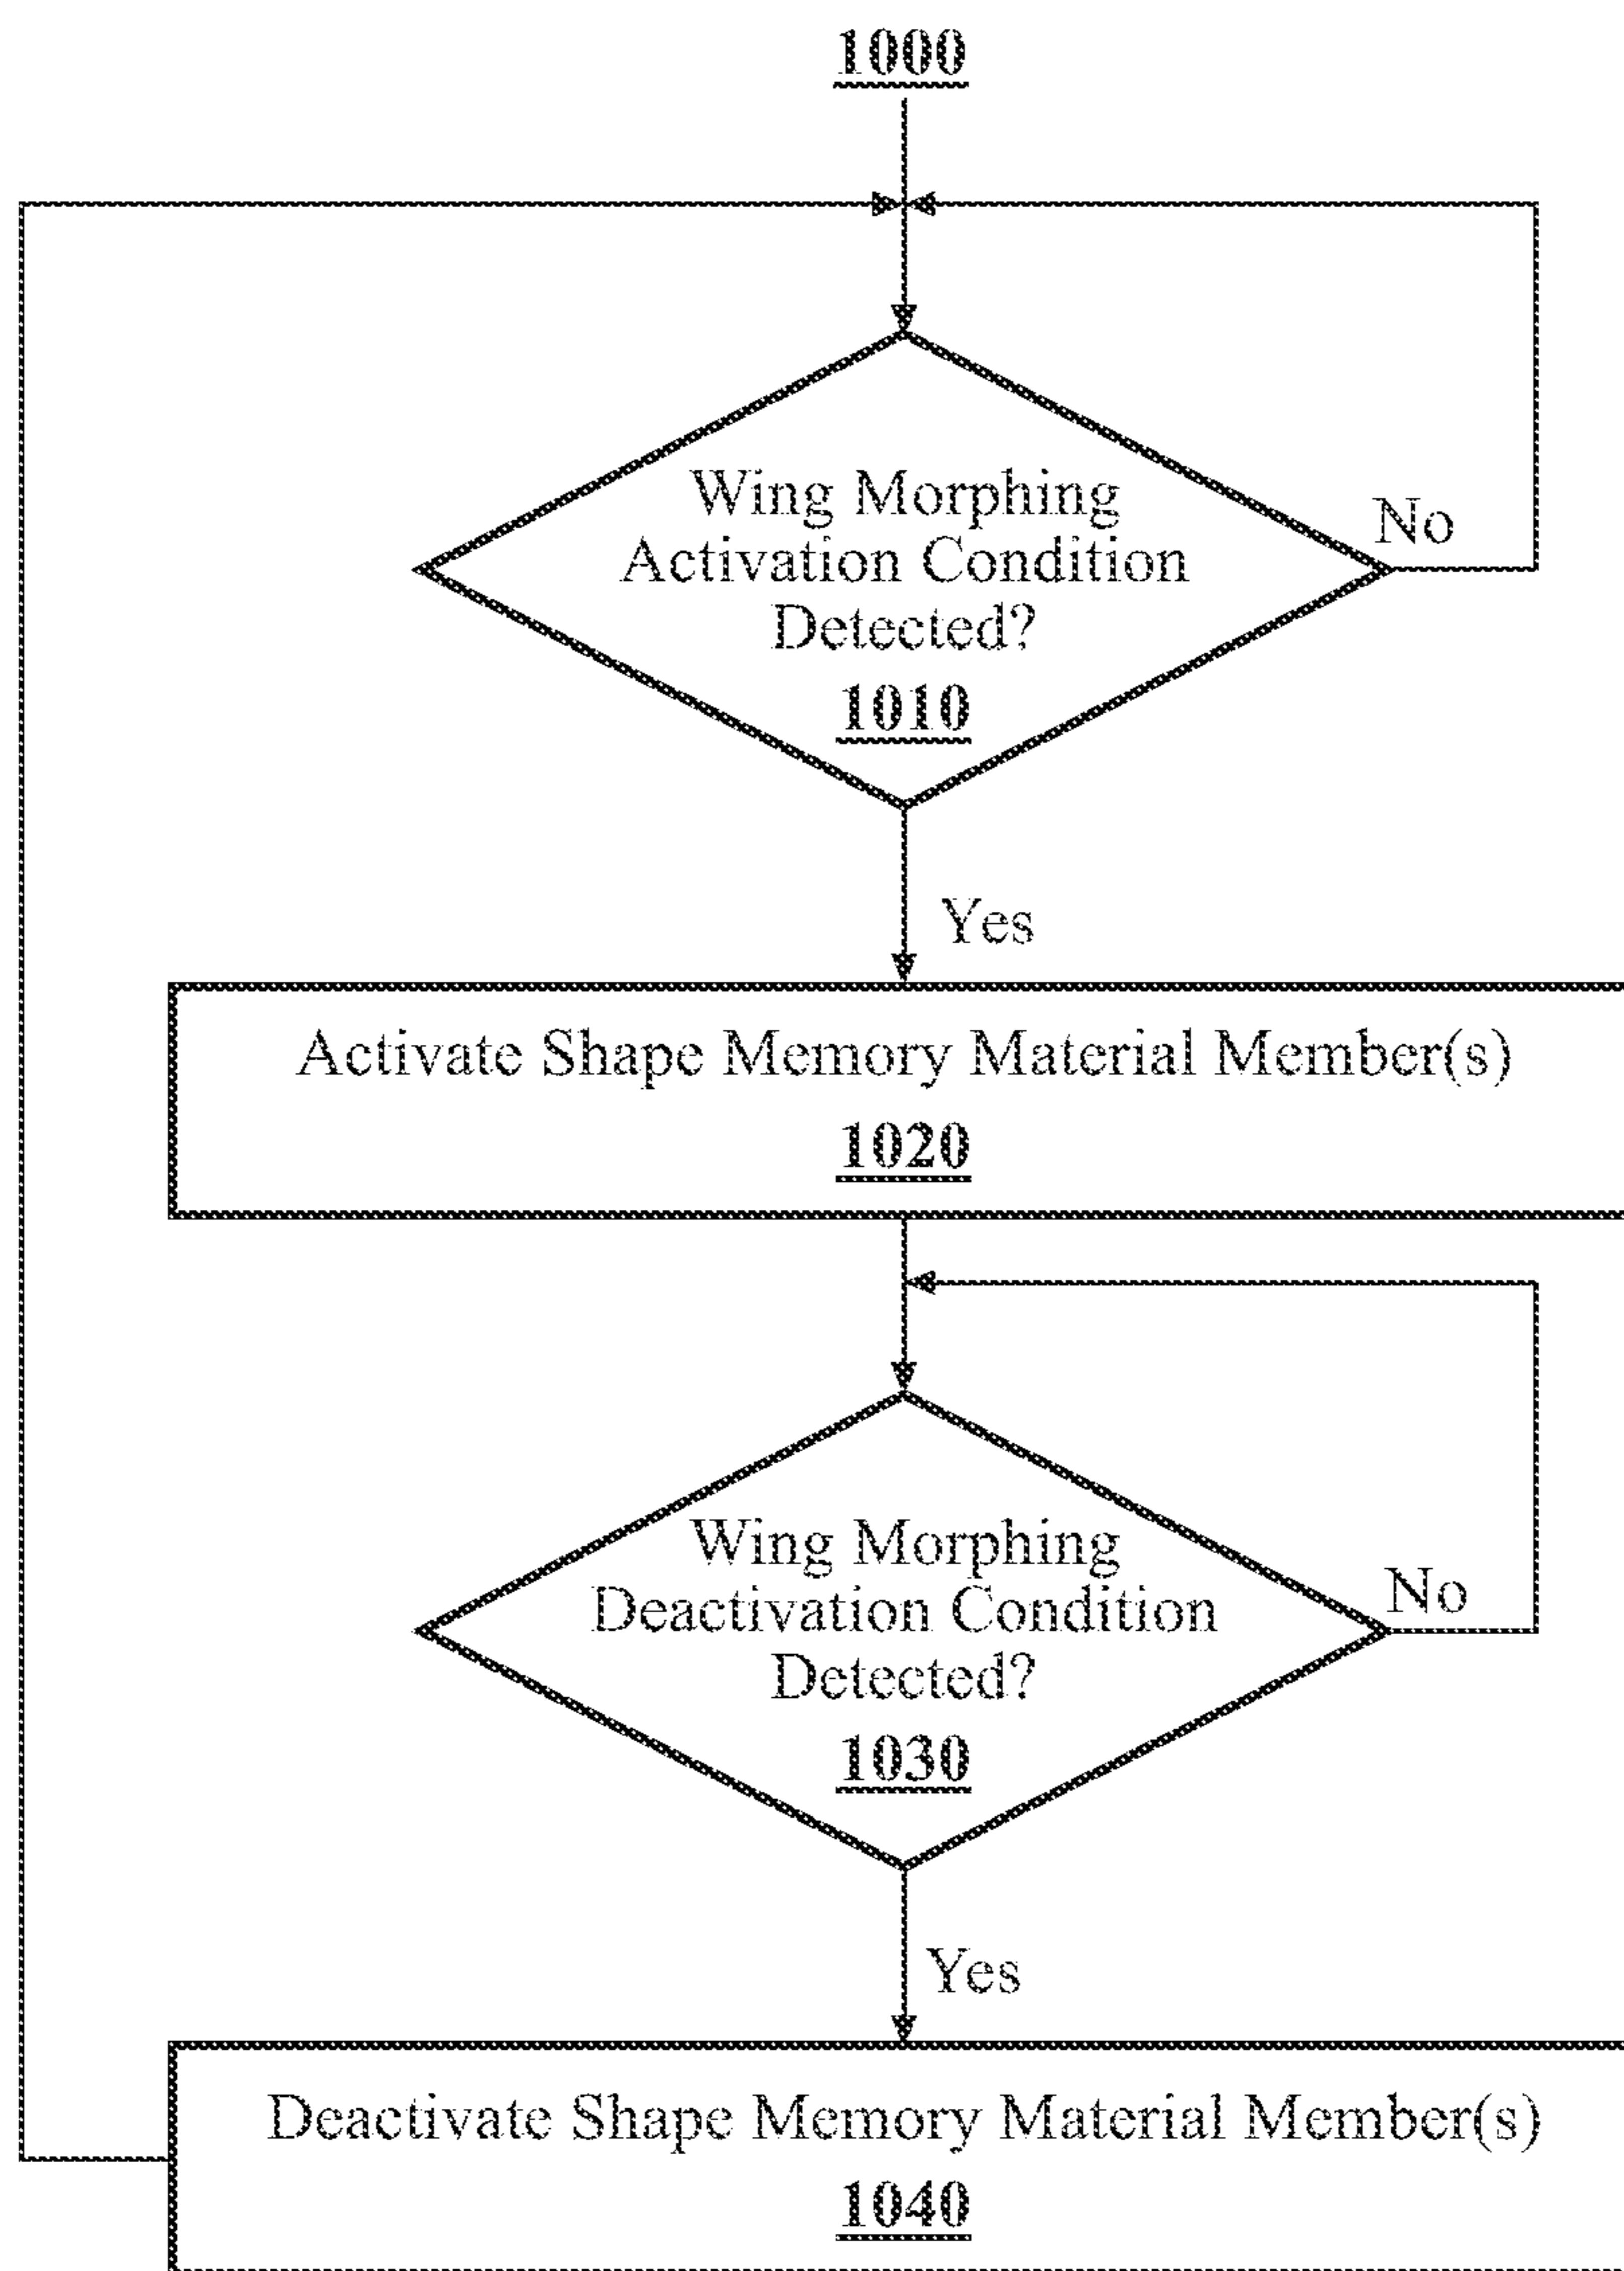 1000
Wing Morphing
Activation Condition
Detected?
1010
No
Yes
Activate Shape Memory Material Member(s)
1020
Wing Morphing
Deactivation Condition
Detected?
1030
No
Yes
Deactivate Shape Memory Material Member(s)
1040